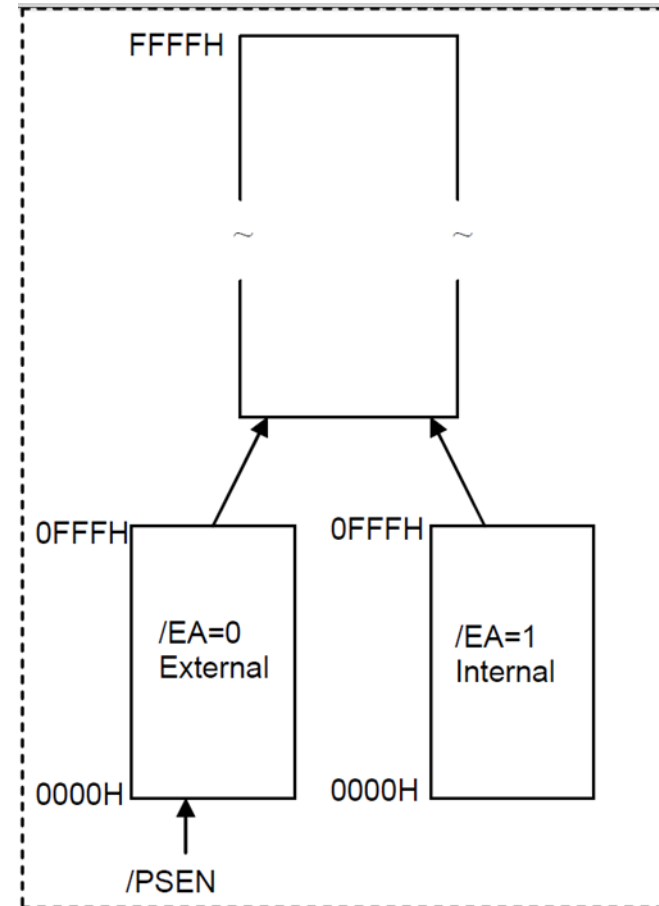 FFFFH
~ ~
0FFFH
0FFFH
/EA=0
External
/EA=1
Internal
0000H
0000H
/PSEN